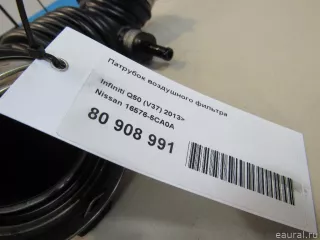 Патрубок воздушного фильтра
Infiniti Q50 (V37) 2013>
Nissan 16576-5CA0A
80 908 991
eaural.ru